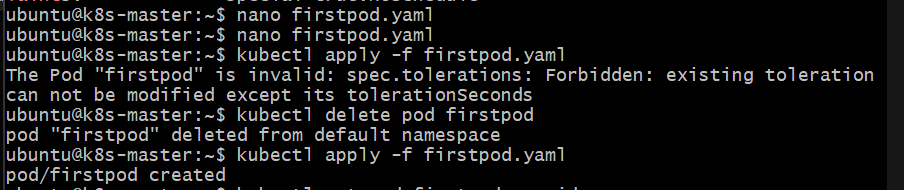 ubuntu@k8s-master:~$ nano firstpod.yaml
ubuntu@k8s-master:~$ nano firstpod.yaml
ubuntu@k8s-master:~$ kubectl apply -f firstpod.yaml
The Pod "firstpod" is invalid: spec.tolerations: Forbidden: existing toleration
can not be modified except its tolerationSeconds
ubuntu@k8s-master:~$ kubectl delete pod firstpod
pod "firstpod" deleted from default namespace
ubuntu@k8s-master:~$ kubectl apply -f firstpod.yaml
pod/firstpod created